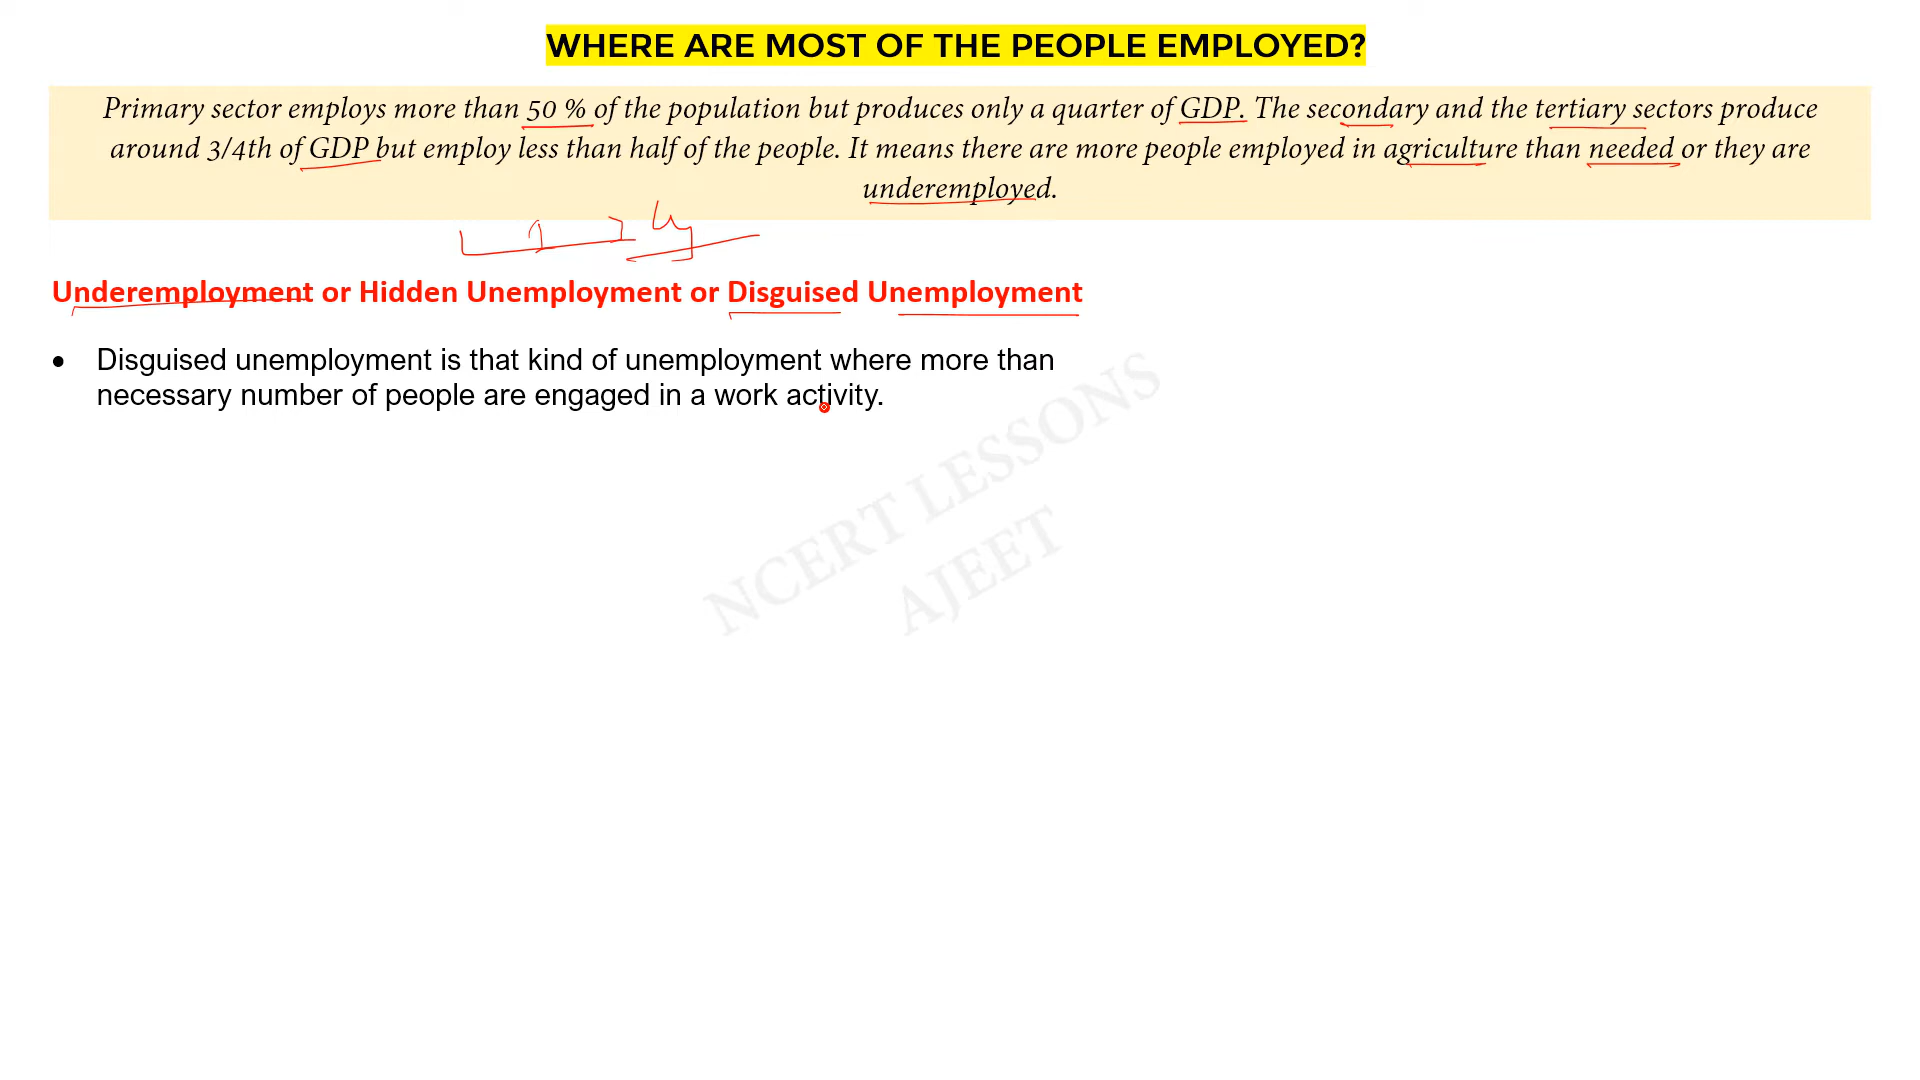 WHERE ARE MOST OF THE PEOPLE EMPLOYED?
Primary sector employs more than 50 % of the population but produces only a quarter of GDP. The secondary and the tertiary sectors produce
around 3/4th of GDP but employ less than half of the people. It means there are more people employed in agriculture than needed or they are
underemployed.
Underemployment or Hidden Unemployment or Disguised Unemployment
• Disguised unemployment is that kind of unemployment where more than
necessary number of people are engaged in a work activity.
NCERT LESSONS
AJEET